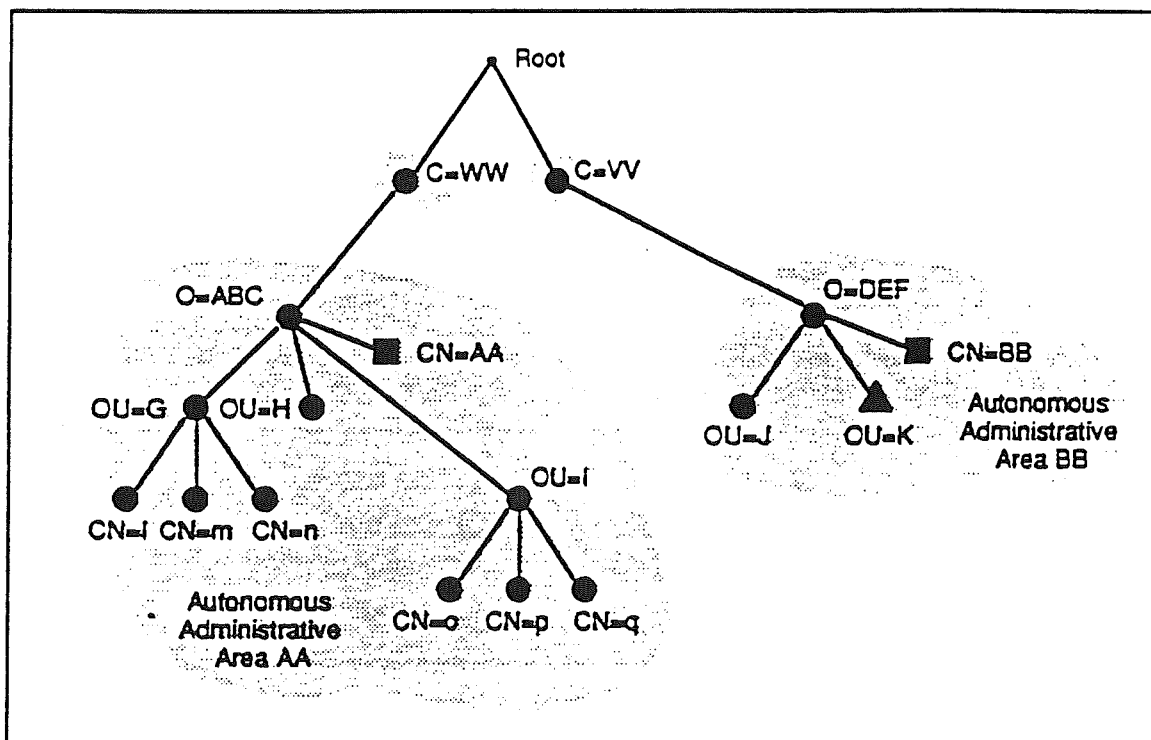 Root
C=WW
C=VV
O=ABC
O=DEF
CN=AA
CN=BB
OU=G
OU=H
OU=J
OU=K
Autonomous
Administrative
Area BB
OU=I
CN=l
CN=m
CN=n
Autonomous
Administrative
Area AA
CN=o
CN=p
CN=q